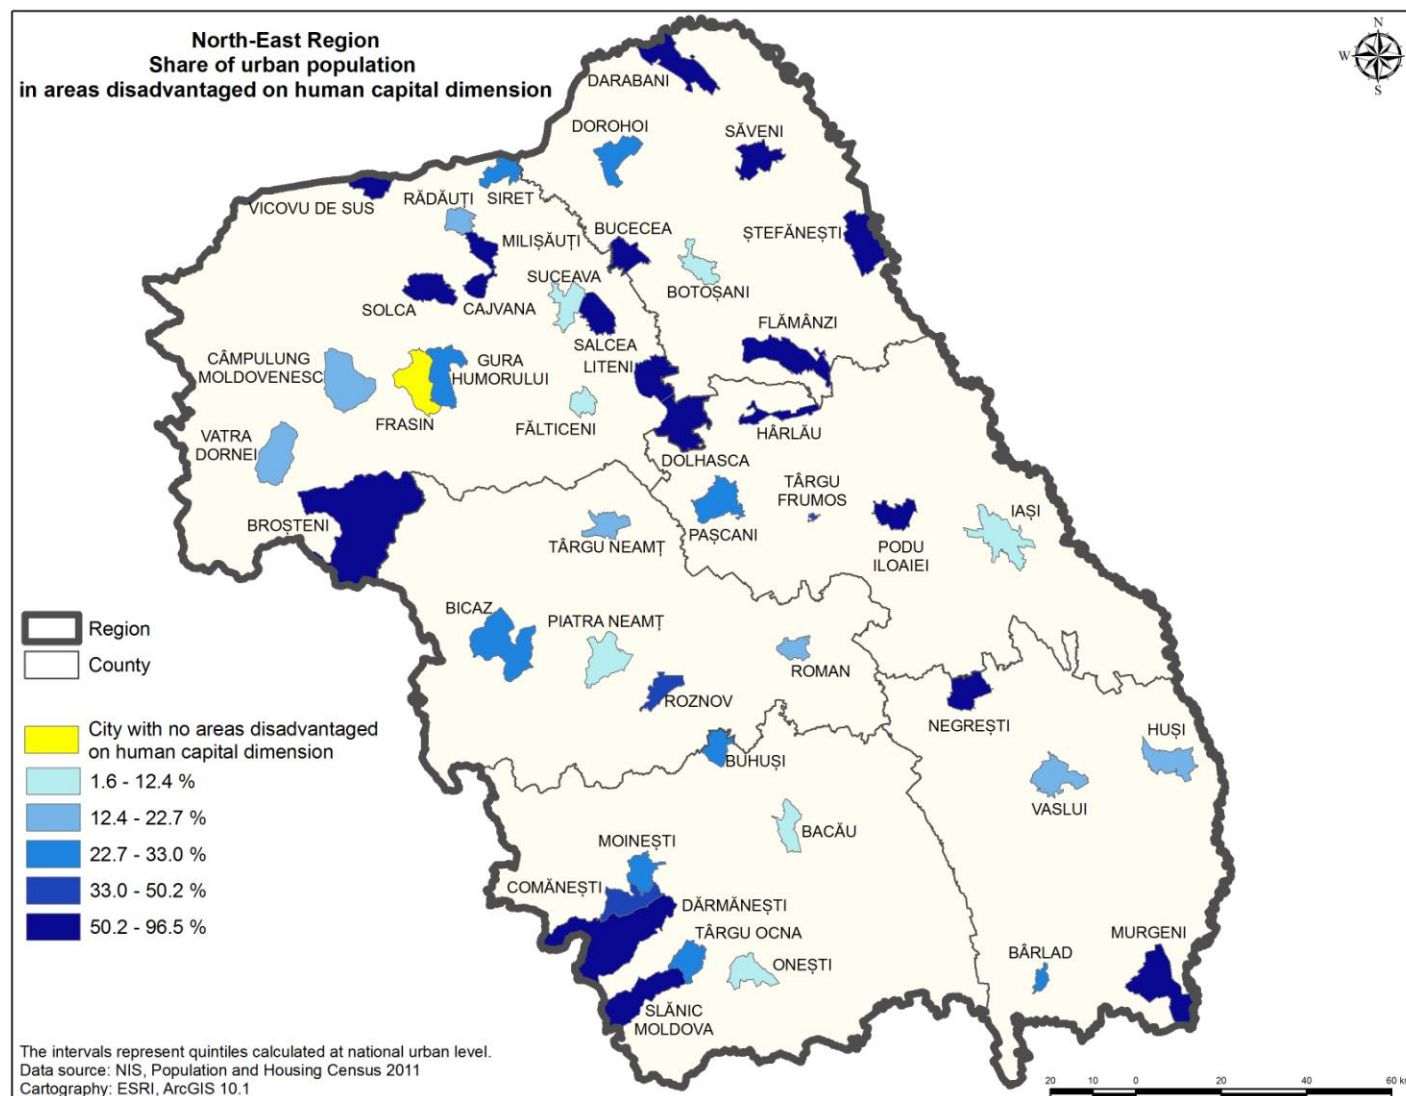 North-East Region
Share of urban population
in areas disadvantaged on human capital dimension
N
W
E
S
DARABANI
DOROHOI
SĂVENI
VICOVU DE SUS
RĂDĂUȚI
SIRET
MILIȘĂUȚI
BUCECEA
ȘTEFĂNEȘTI
SUCEAVA
BOTOȘANI
SOLCA
CAJVANA
SALCEA
FLĂMÂNZI
CÂMPULUNG
MOLDOVENESC
GURA
HUMORULUI
LITENI
FRASIN
FĂLTICENI
HÂRLĂU
VATRA
DORNEI
DOLHASCA
TÂRGU
FRUMOS
IAȘI
BROȘTENI
TÂRGU NEAMȚ
PAȘCANI
PODU
ILOAIEI
BICAZ
PIATRA NEAMȚ
ROMAN
ROZNOV
NEGREȘTI
HUȘI
BUHUȘI
VASLUI
BACĂU
MOINEȘTI
COMĂNEȘTI
DĂRMĂNEȘTI
TÂRGU OCNA
ONEȘTI
BÂRLAD
MURGENI
SLĂNIC
MOLDOVA
Region
County
City with no areas disadvantaged
on human capital dimension
1.6 - 12.4 %
12.4 - 22.7 %
22.7 - 33.0 %
33.0 - 50.2 %
50.2 - 96.5 %
The intervals represent quintiles calculated at national urban level.
Data source: NIS, Population and Housing Census 2011
Cartography: ESRI, ArcGIS 10.1
20 10 0 20 40 60